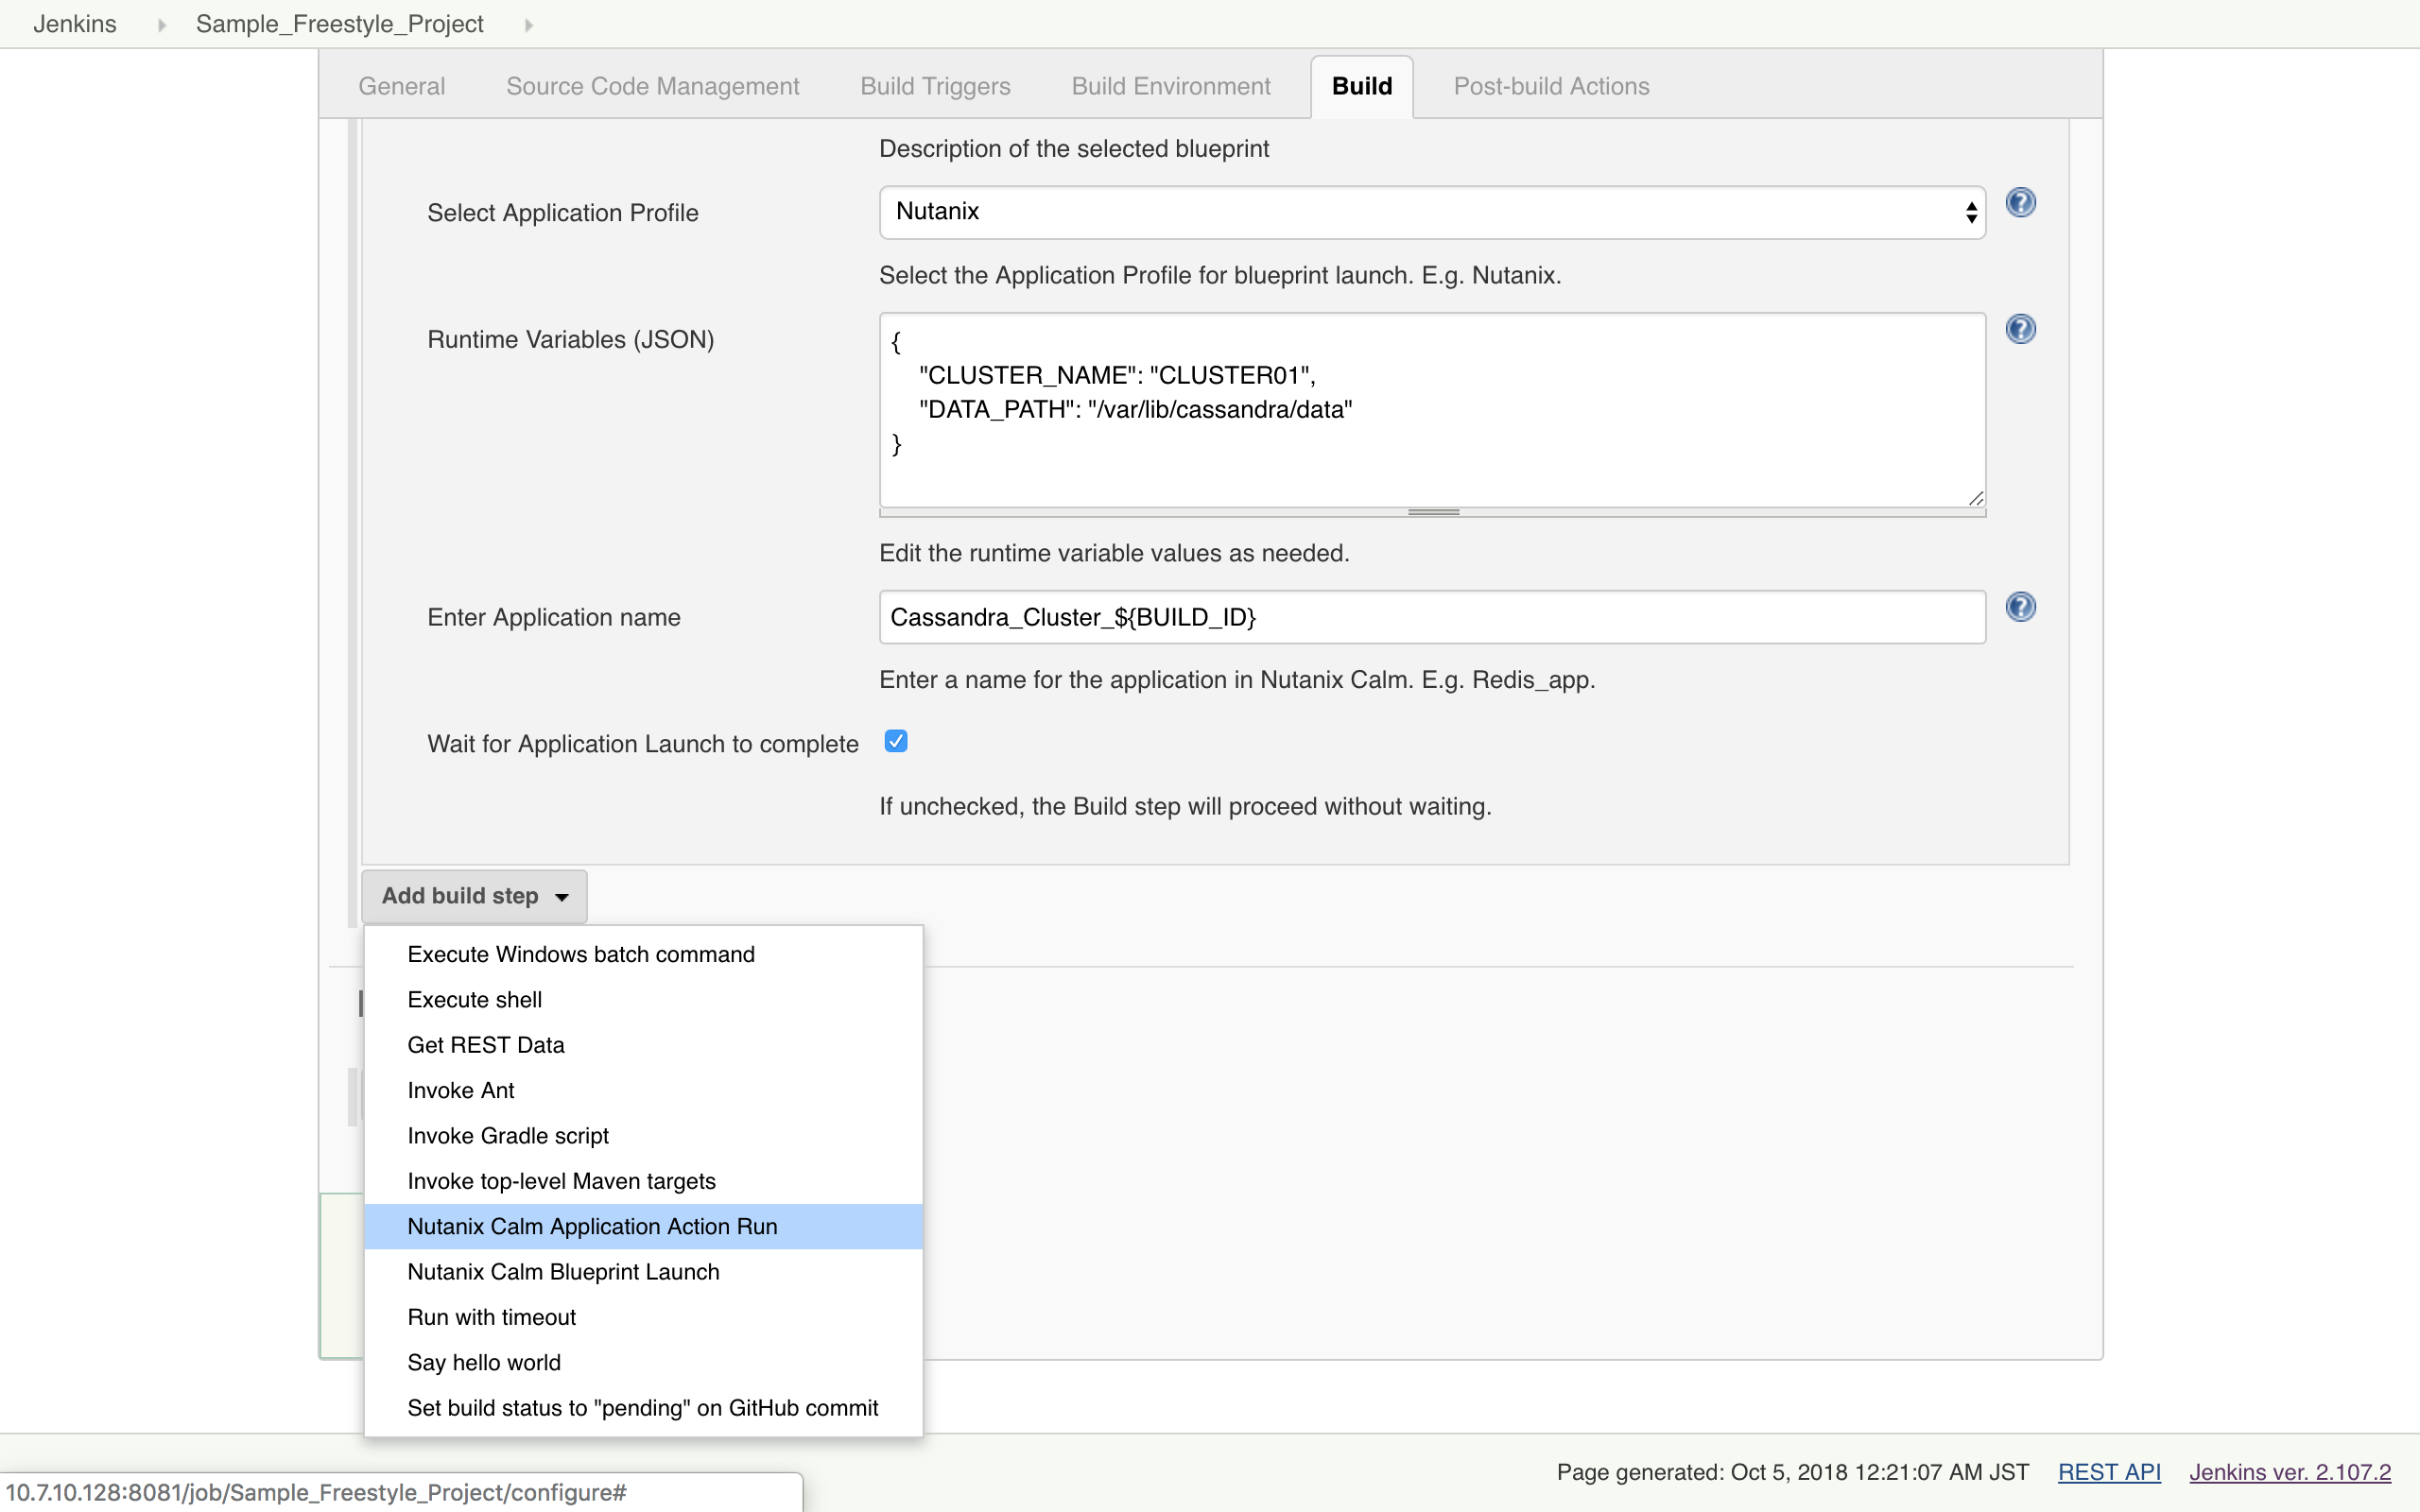 Jenkins
Sample_Freestyle_Project
General
Source Code Management
Build Triggers
Build Environment
Build
Post-build Actions
Description of the selected blueprint
Select Application Profile
Nutanix
Select the Application Profile for blueprint launch. E.g. Nutanix.
Runtime Variables (JSON)
{
"CLUSTER_NAME": "CLUSTER01",
"DATA_PATH": "/var/lib/cassandra/data"
}
Edit the runtime variable values as needed.
Enter Application name
Cassandra_Cluster_${BUILD_ID}
Enter a name for the application in Nutanix Calm. E.g. Redis_app.
Wait for Application Launch to complete
If unchecked, the Build step will proceed without waiting.
Add build step
Execute Windows batch command
Execute shell
Get REST Data
Invoke Ant
Invoke Gradle script
Invoke top-level Maven targets
Nutanix Calm Application Action Run
Nutanix Calm Blueprint Launch
Run with timeout
Say hello world
Set build status to "pending" on GitHub commit
Page generated: Oct 5, 2018 12:21:07 AM JST
REST API
Jenkins ver. 2.107.2
10.7.10.128:8081/job/Sample_Freestyle_Project/configure#